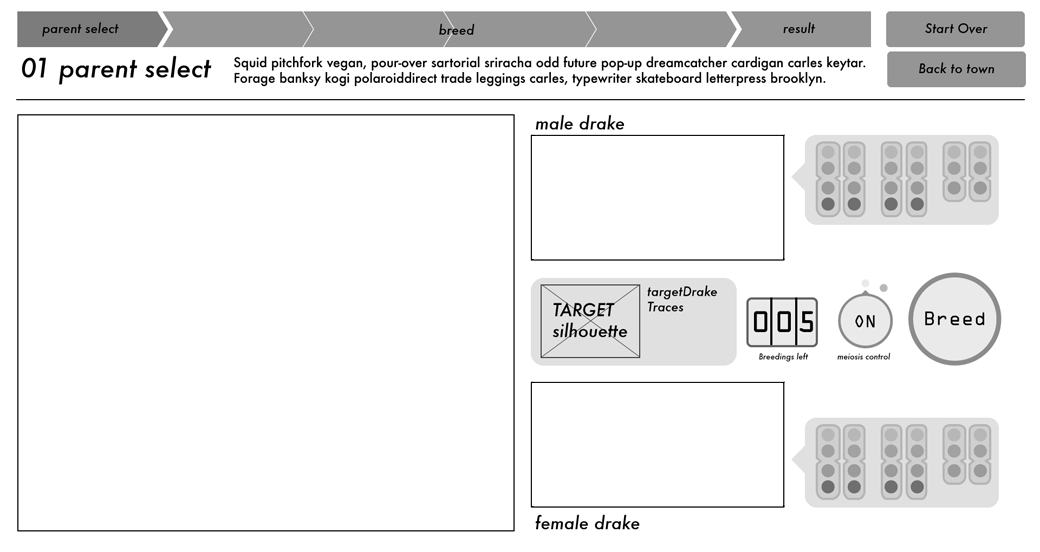 parent select
breed
result
Start Over
01 parent select
Squid pitchfork vegan, pour-over sartorial sriracha odd future pop-up dreamcatcher cardigan carles keytar.
Forage banksy kogi polaroiddirect trade leggings carles, typewriter skateboard letterpress brooklyn.
Back to town
male drake
TARGET
silhouette
targetDrake
Traces
005
Breedings left
ON
meiosis control
Breed
female drake